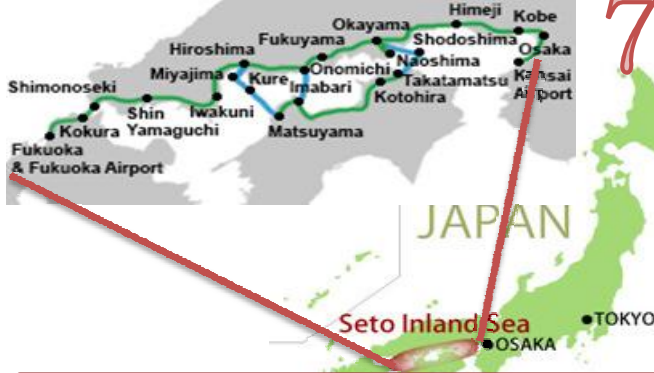 7
Himeji
Kobe
Okayama
Shodoshima
Osaka
Hiroshima
Fukuyama
Naoshima
Miyajima
Kure
Onomichi
Takamatsu
Kansai
Airport
Imabari
Kotohira
Shimonoseki
Kokura
Shin
Yamaguchi
Iwakuni
Matsuyama
Fukuoka
& Fukuoka Airport
JAPAN
Seto Inland Sea
TOKYO
OSAKA